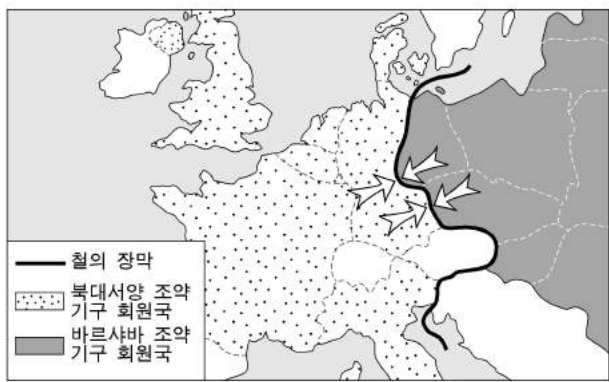 철의 장막
북대서양 조약
기구 회원국
바르샤바 조약
기구 회원국